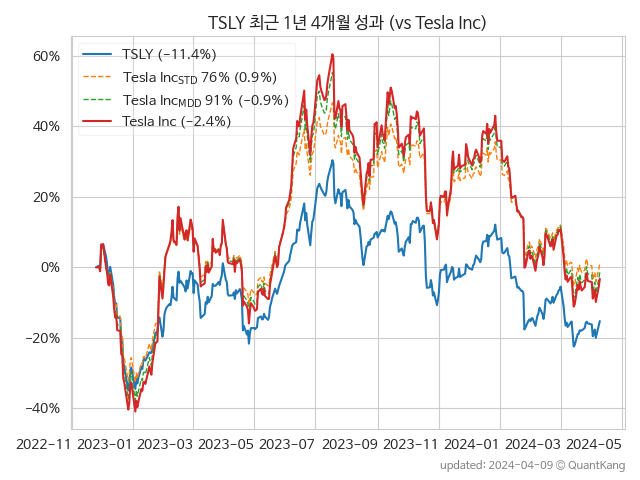 TSLY 최근 1년 4개월 성과 (vs Tesla Inc)
TSLY (−11.4%)
Tesla Inc_STD 76% (0.9%)
Tesla Inc_MDD 91% (−0.9%)
Tesla Inc (−2.4%)
60%
40%
20%
0%
−20%
−40%
2022-11 2023-01 2023-03 2023-05 2023-07 2023-09 2023-11 2024-01 2024-03 2024-05
updated: 2024-04-09 ⓒ QuantKang